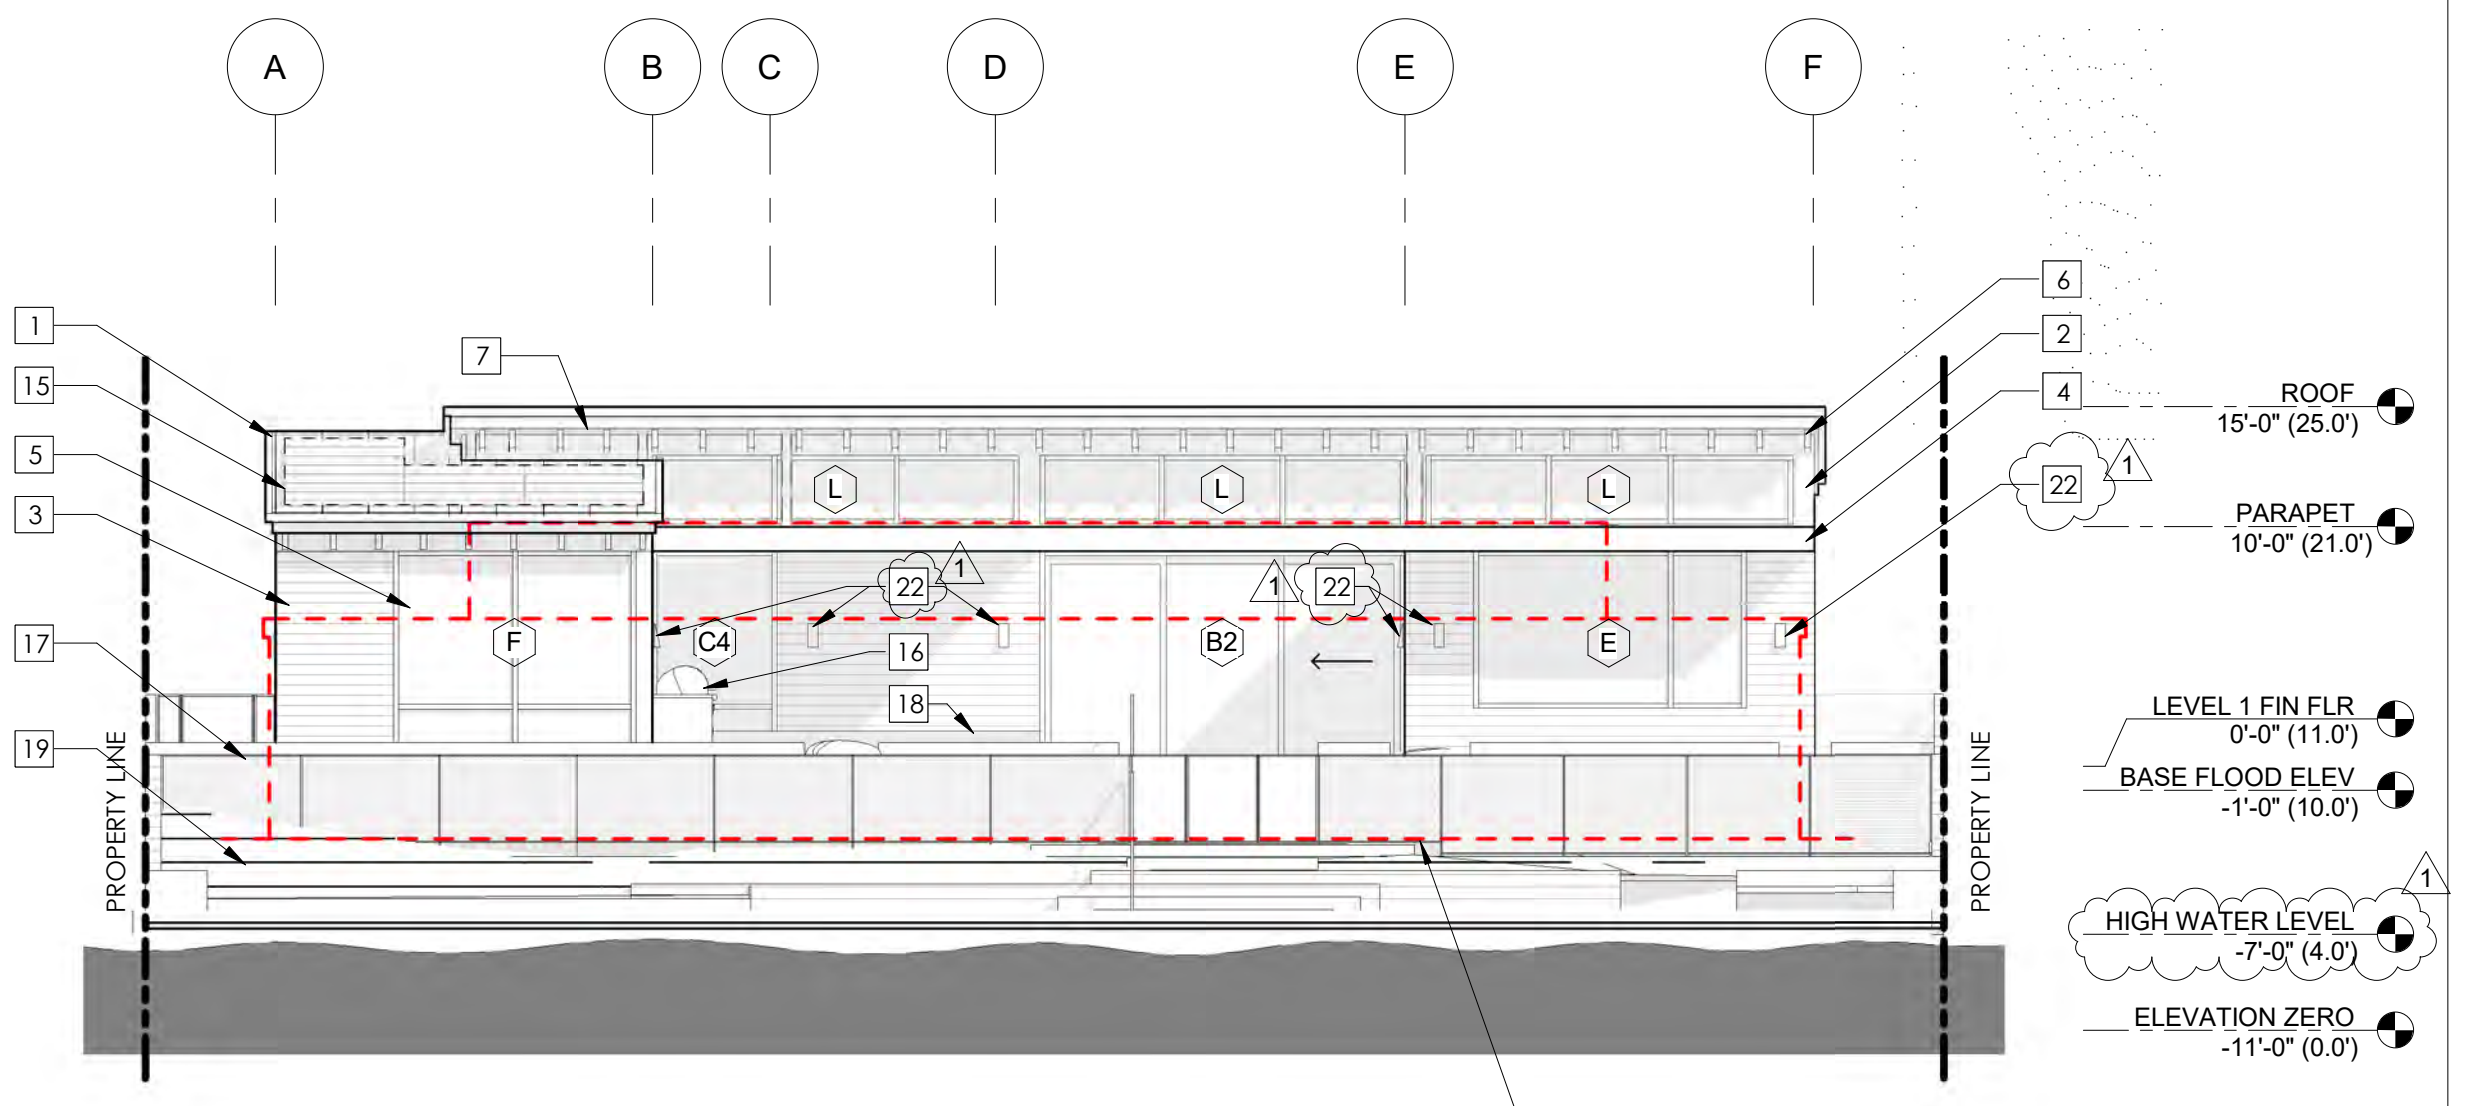 A
B
C
D
E
F
1
15
5
3
17
19
7
6
2
4
22
1
ROOF
15'-0" (25.0')
PARAPET
10'-0" (21.0')
LEVEL 1 FIN FLR
0'-0" (11.0')
BASE FLOOD ELEV
-1'-0" (10.0')
1
HIGH WATER LEVEL
-7'-0" (4.0')
ELEVATION ZERO
-11'-0" (0.0')
L
L
L
22
1
1
22
F
C4
B2
E
16
18
PROPERTY LINE
PROPERTY LINE